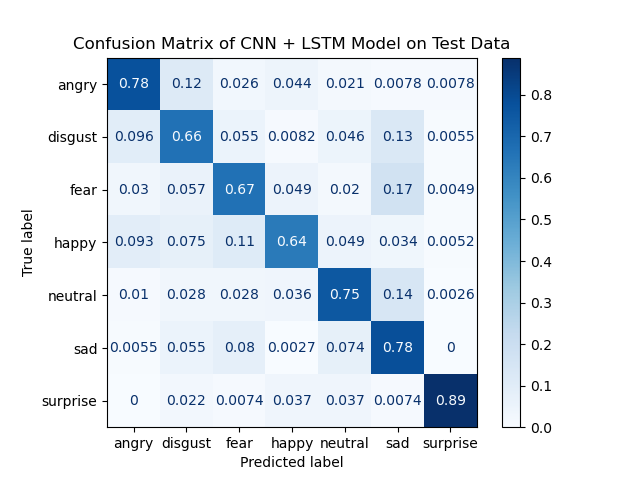 Confusion Matrix of CNN + LSTM Model on Test Data
angry 0.78 0.12 0.026 0.044 0.021 0.0078 0.0078
disgust 0.096 0.66 0.055 0.0082 0.046 0.13 0.0055
fear 0.03 0.057 0.67 0.049 0.02 0.17 0.0049
happy 0.093 0.075 0.11 0.64 0.049 0.034 0.0052
neutral 0.01 0.028 0.028 0.036 0.75 0.14 0.0026
sad 0.0055 0.055 0.08 0.0027 0.074 0.78 0
surprise 0 0.022 0.0074 0.037 0.037 0.0074 0.89
angry disgust fear happy neutral sad surprise
Predicted label
True label
0.8
0.7
0.6
0.5
0.4
0.3
0.2
0.1
0.0